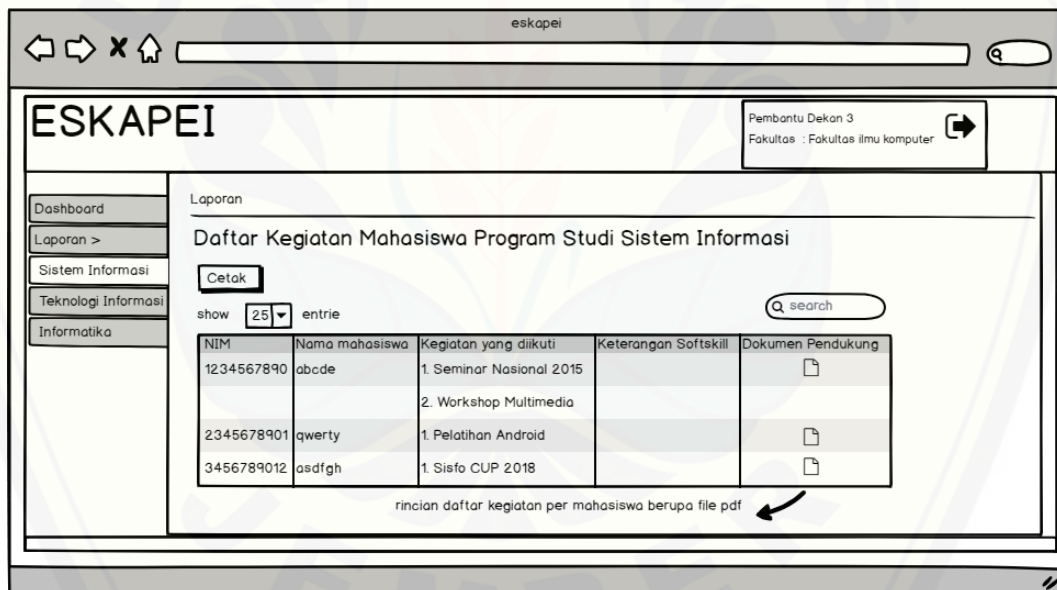 eskapei
ESKAPEI
Pembantu Dekan 3
Fakultas : Fakultas ilmu komputer
Dashboard
Laporan >
Sistem Informasi
Teknologi Informasi
Informatika
Laporan
Daftar Kegiatan Mahasiswa Program Studi Sistem Informasi
Cetak
show 25 entrie
search
NIM Nama mahasiswa Kegiatan yang diikuti Keterangan Softskill Dokumen Pendukung
1234567890 abcde 1. Seminar Nasional 2015
2. Workshop Multimedia
2345678901 qwerty 1. Pelatihan Android
3456789012 asdfgh 1. Sisfo CUP 2018
rincian daftar kegiatan per mahasiswa berupa file pdf